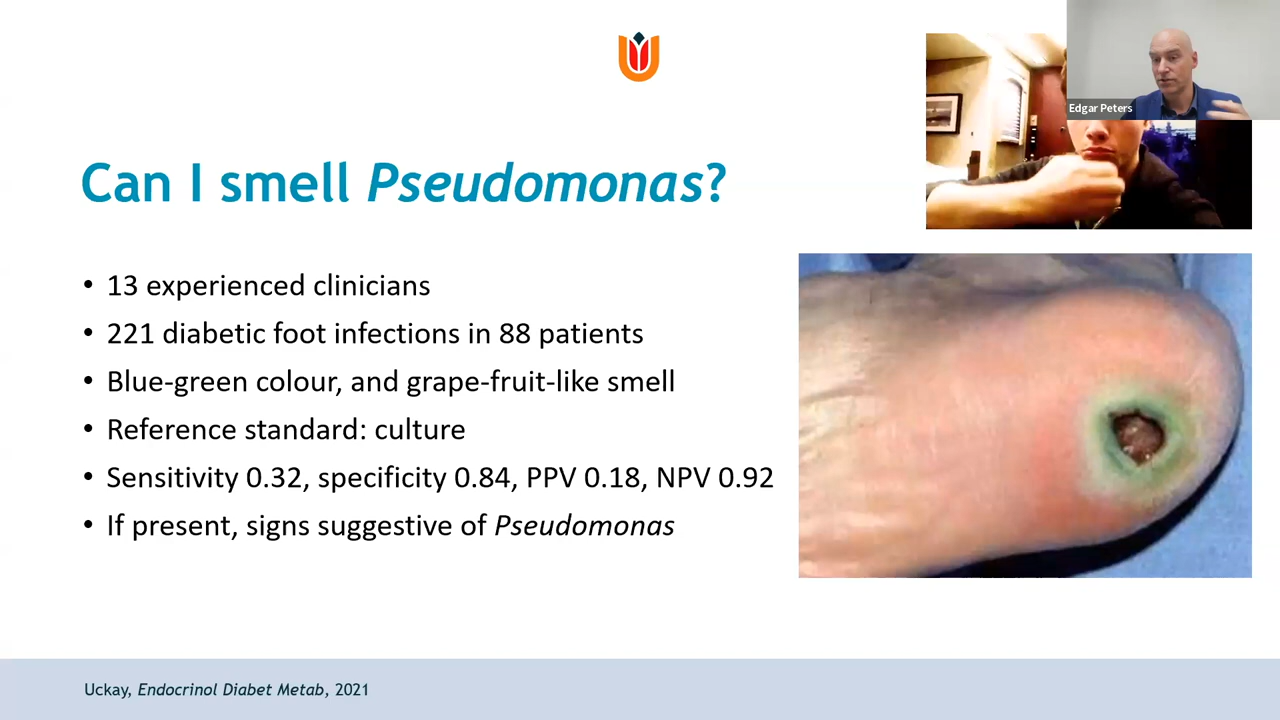 Edgar Peters
Can I smell Pseudomonas?
• 13 experienced clinicians
• 221 diabetic foot infections in 88 patients
• Blue-green colour, and grape-fruit-like smell
• Reference standard: culture
• Sensitivity 0.32, specificity 0.84, PPV 0.18, NPV 0.92
• If present, signs suggestive of Pseudomonas
Uckay, Endocrinol Diabet Metab, 2021